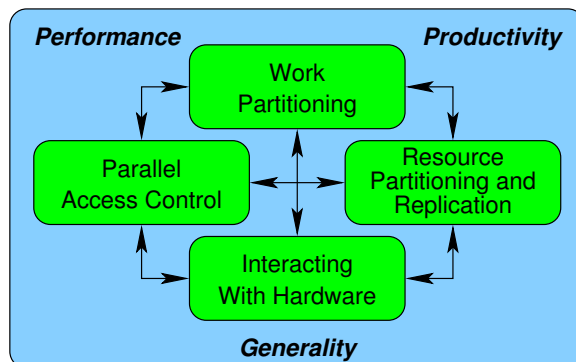 Performance
Productivity
Work
Partitioning
Parallel
Access Control
Resource
Partitioning and
Replication
Interacting
With Hardware
Generality